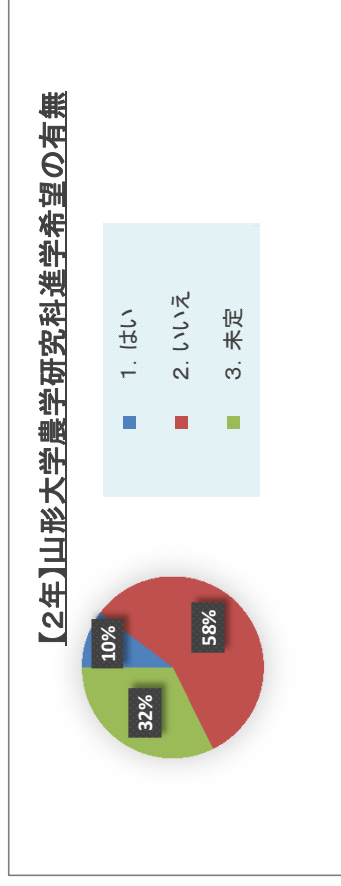 【2年】山形大学農学研究科進学希望の有無
10%
58%
32%
1. はい
2. いいえ
3. 未定